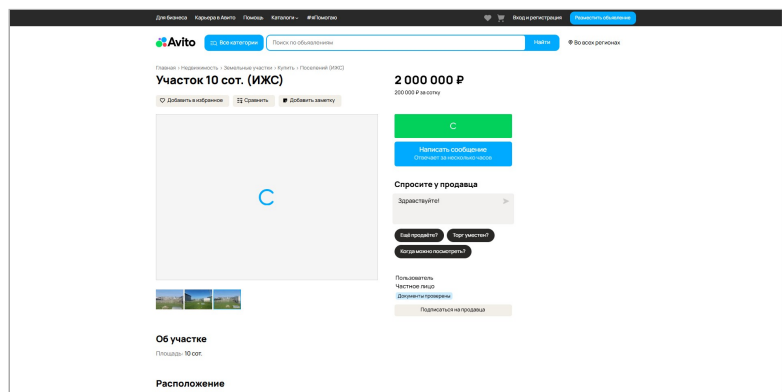 Для бизнеса Карьера в Авито Помощь Каталоги #яПомогаю Вход и регистрация Разместить объявление
Avito Все категории Поиск по объявлениям Найти Во всех регионах
Главная › Недвижимость › Земельные участки › Купить › Поселений (ИЖС)
Участок 10 сот. (ИЖС) 2 000 000 ₽
200 000 ₽ за сотку
Добавить в избранное Сравнить Добавить заметку
Написать сообщение
Отвечает за несколько часов
Спросите у продавца
Здравствуйте!
Ещё продаёте? Торг уместен?
Когда можно посмотреть?
Пользователь
Частное лицо
Документы проверены
Подписаться на продавца
Об участке
Площадь: 10 сот.
Расположение